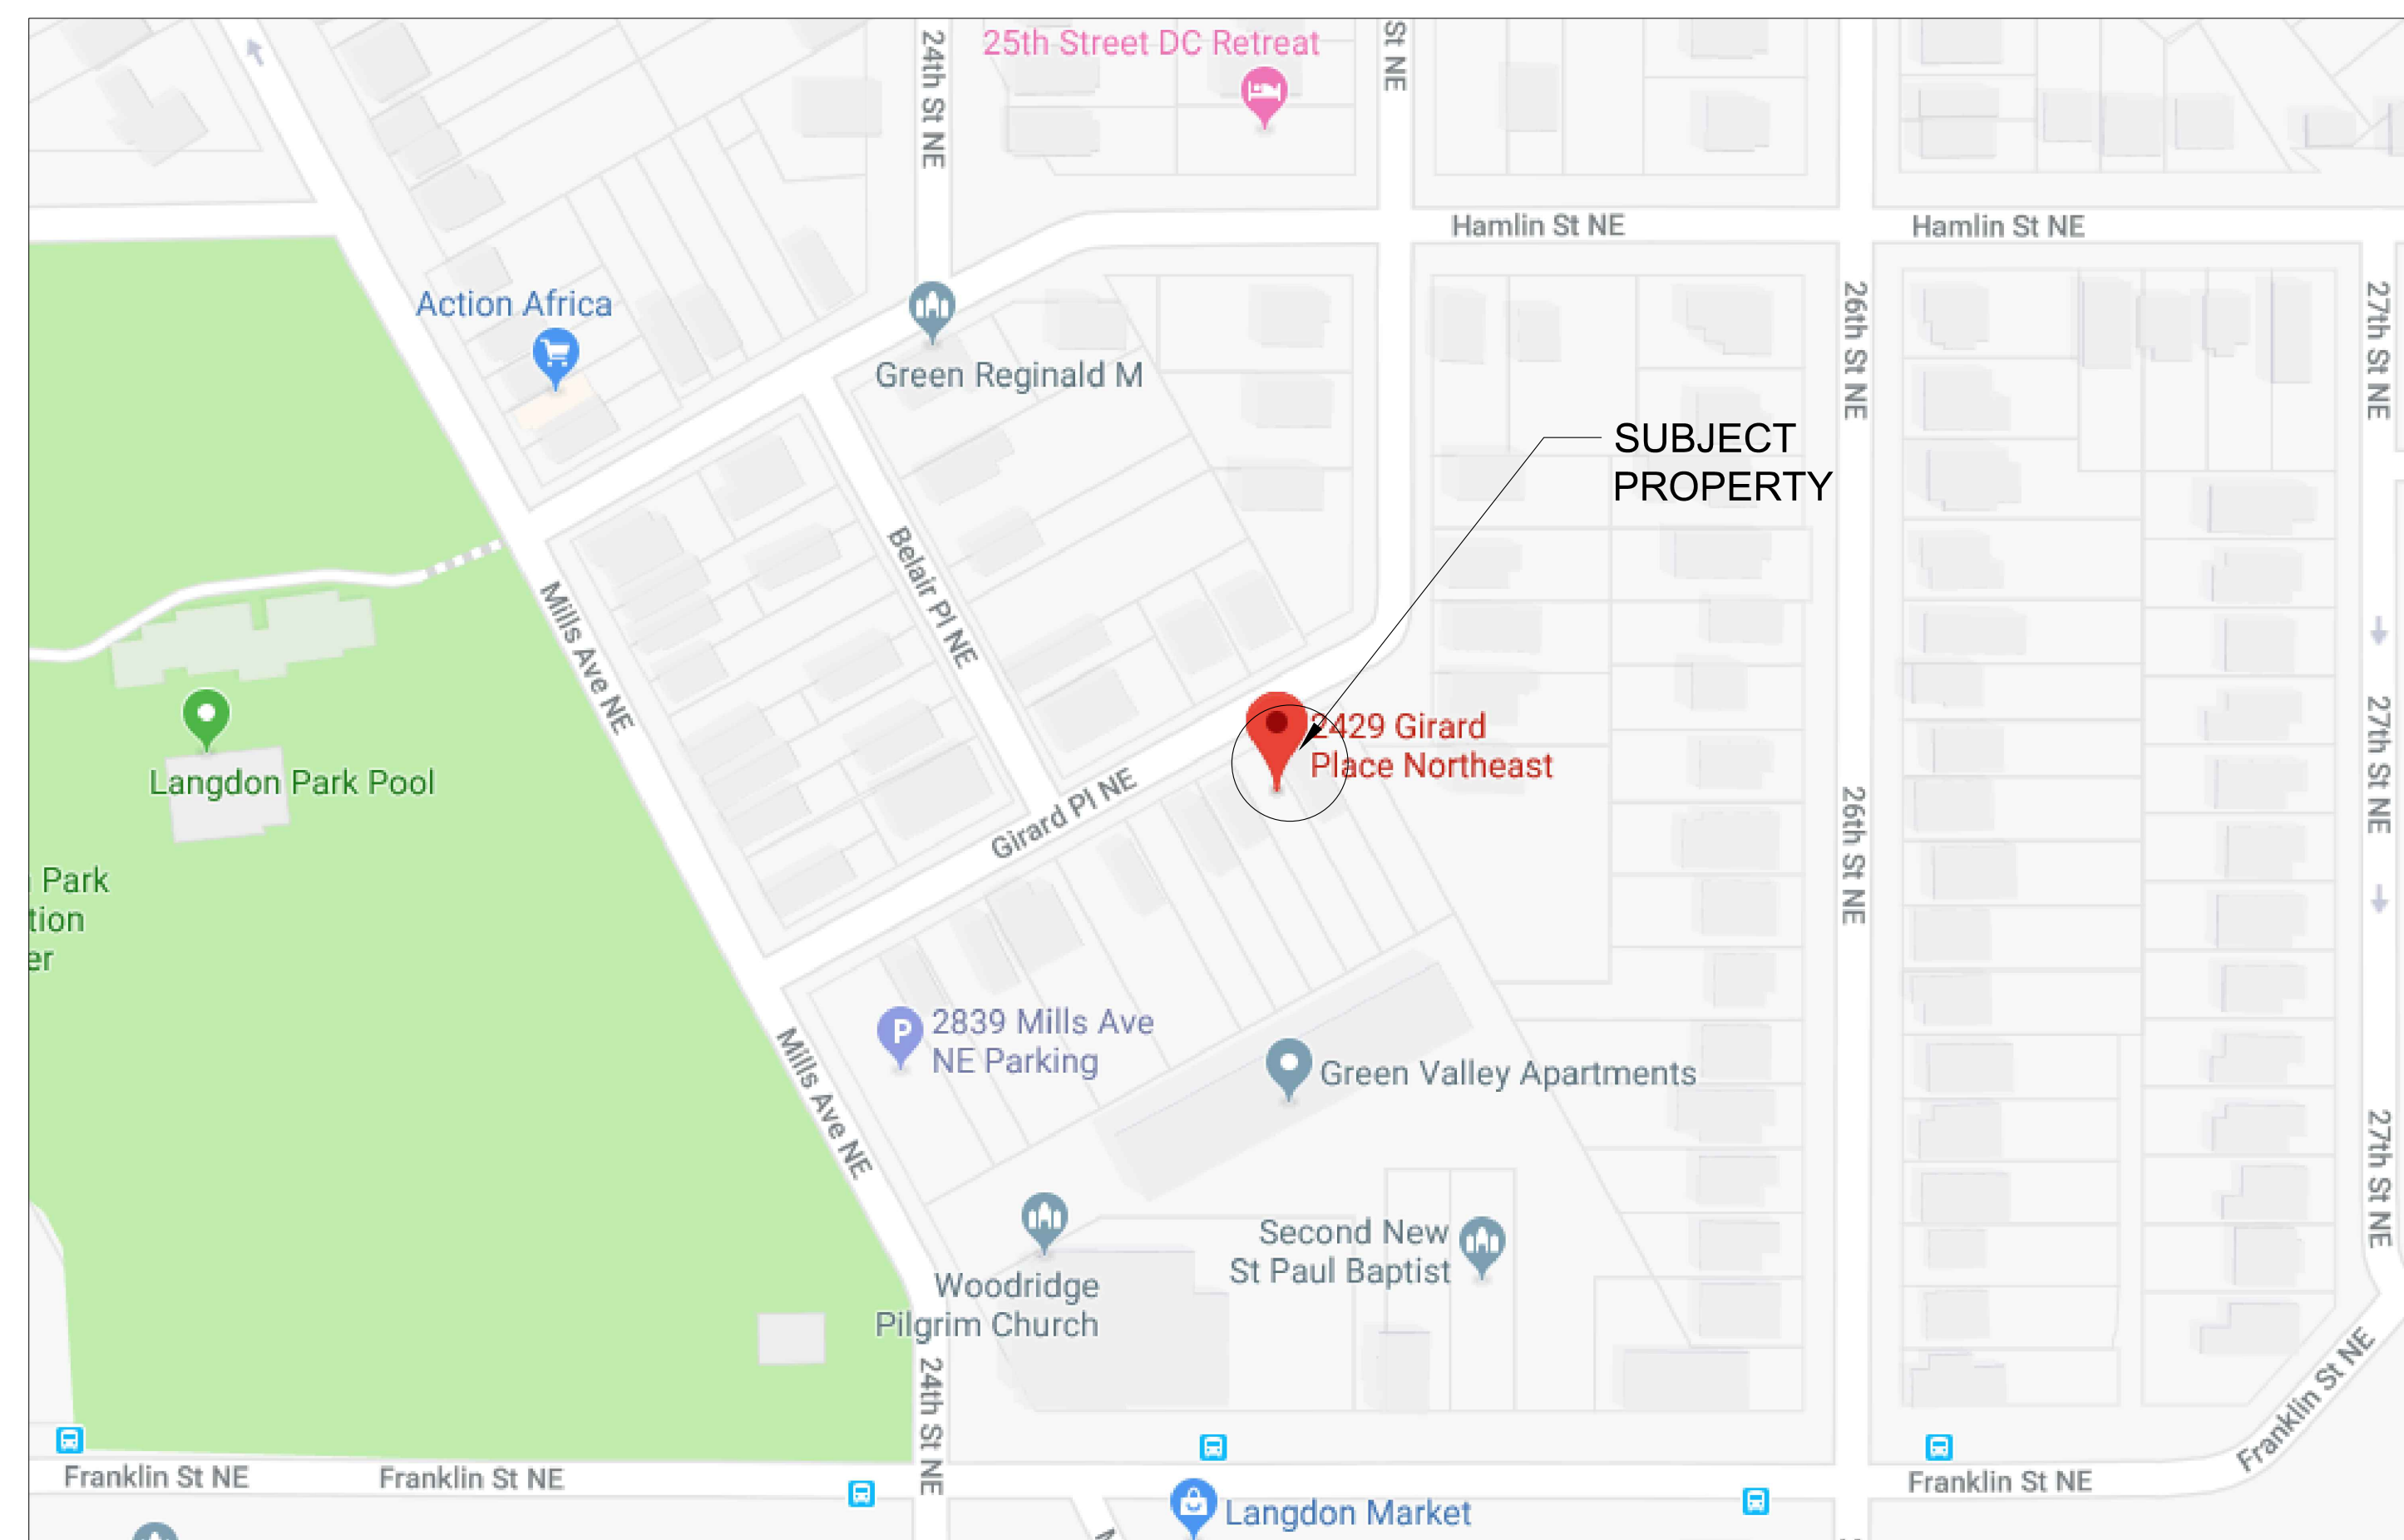 25th Street DC Retreat
24th St NE
St NE
Hamlin St NE
Hamlin St NE
Action Africa
Green Reginald M
26th St NE
27th St NE
SUBJECT
PROPERTY
Belair Pl NE
Mills Ave NE
2429 Girard
Place Northeast
Langdon Park Pool
Girard Pl NE
27th St NE
26th St NE
Park
tion
er
P
2839 Mills Ave
NE Parking
Mills Ave NE
Green Valley Apartments
27th St NE
Second New
St Paul Baptist
Woodridge
Pilgrim Church
24th St NE
Franklin St NE
Franklin St NE
Franklin St NE
Franklin St NE
Langdon Market